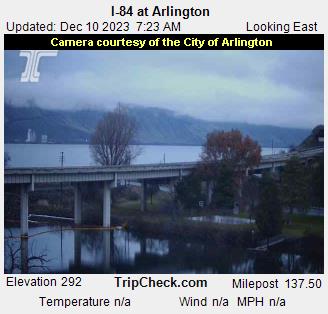 I-84 at Arlington
Updated: Dec 10 2023 7:23 AM Looking East
Camera courtesy of the City of Arlington
Elevation 292 TripCheck.com Milepost 137.50
Temperature n/a Wind n/a MPH n/a